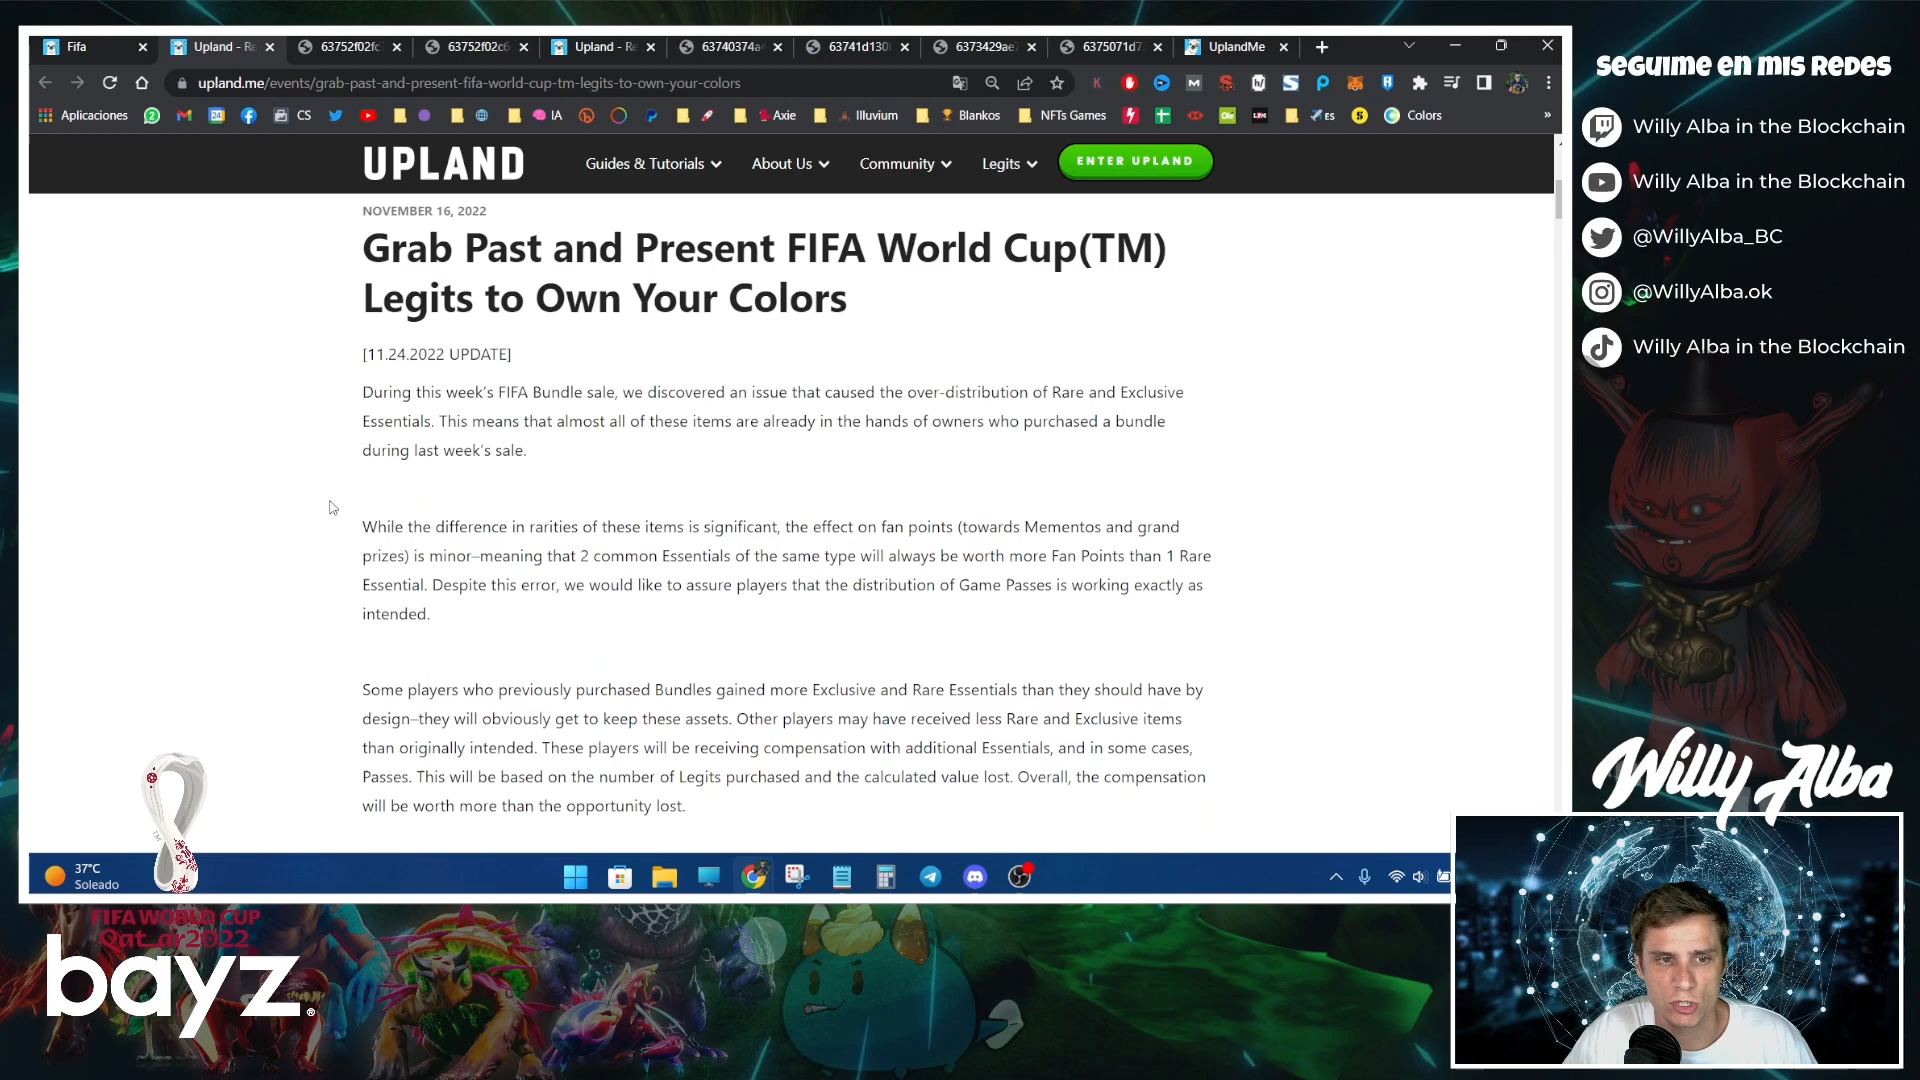 Fifa
Upland - Re
63752f02fc
63752f02c6
Upland - Re
63740374a
63741d130
6373429ae
6375071d7
UplandMe
upland.me/events/grab-past-and-present-fifa-world-cup-tm-legits-to-own-your-colors
Aplicaciones
CS
IA
Axie
Illuvium
Blankos
NFTs Games
ES
Colors
»
UPLAND
Guides & Tutorials
About Us
Community
Legits
ENTER UPLAND
NOVEMBER 16, 2022
Grab Past and Present FIFA World Cup(TM)
Legits to Own Your Colors
[11.24.2022 UPDATE]
During this week's FIFA Bundle sale, we discovered an issue that caused the over-distribution of Rare and Exclusive
Essentials. This means that almost all of these items are already in the hands of owners who purchased a bundle
during last week's sale.
While the difference in rarities of these items is significant, the effect on fan points (towards Mementos and grand
prizes) is minor–meaning that 2 common Essentials of the same type will always be worth more Fan Points than 1 Rare
Essential. Despite this error, we would like to assure players that the distribution of Game Passes is working exactly as
intended.
Some players who previously purchased Bundles gained more Exclusive and Rare Essentials than they should have by
design–they will obviously get to keep these assets. Other players may have received less Rare and Exclusive items
than originally intended. These players will be receiving compensation with additional Essentials, and in some cases,
Passes. This will be based on the number of Legits purchased and the calculated value lost. Overall, the compensation
will be worth more than the opportunity lost.
37°C
Soleado
FIFA WORLD CUP
Qatar2022
bayz®
seguime en mis redes
Willy Alba in the Blockchain
Willy Alba in the Blockchain
@WillyAlba_BC
@WillyAlba.ok
Willy Alba in the Blockchain
Willy Alba